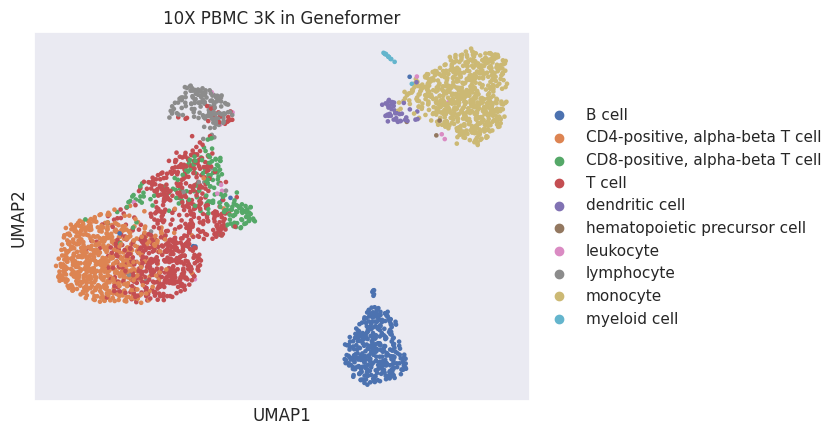 10X PBMC 3K in Geneformer
UMAP2
UMAP1
B cell
CD4-positive, alpha-beta T cell
CD8-positive, alpha-beta T cell
T cell
dendritic cell
hematopoietic precursor cell
leukocyte
lymphocyte
monocyte
myeloid cell